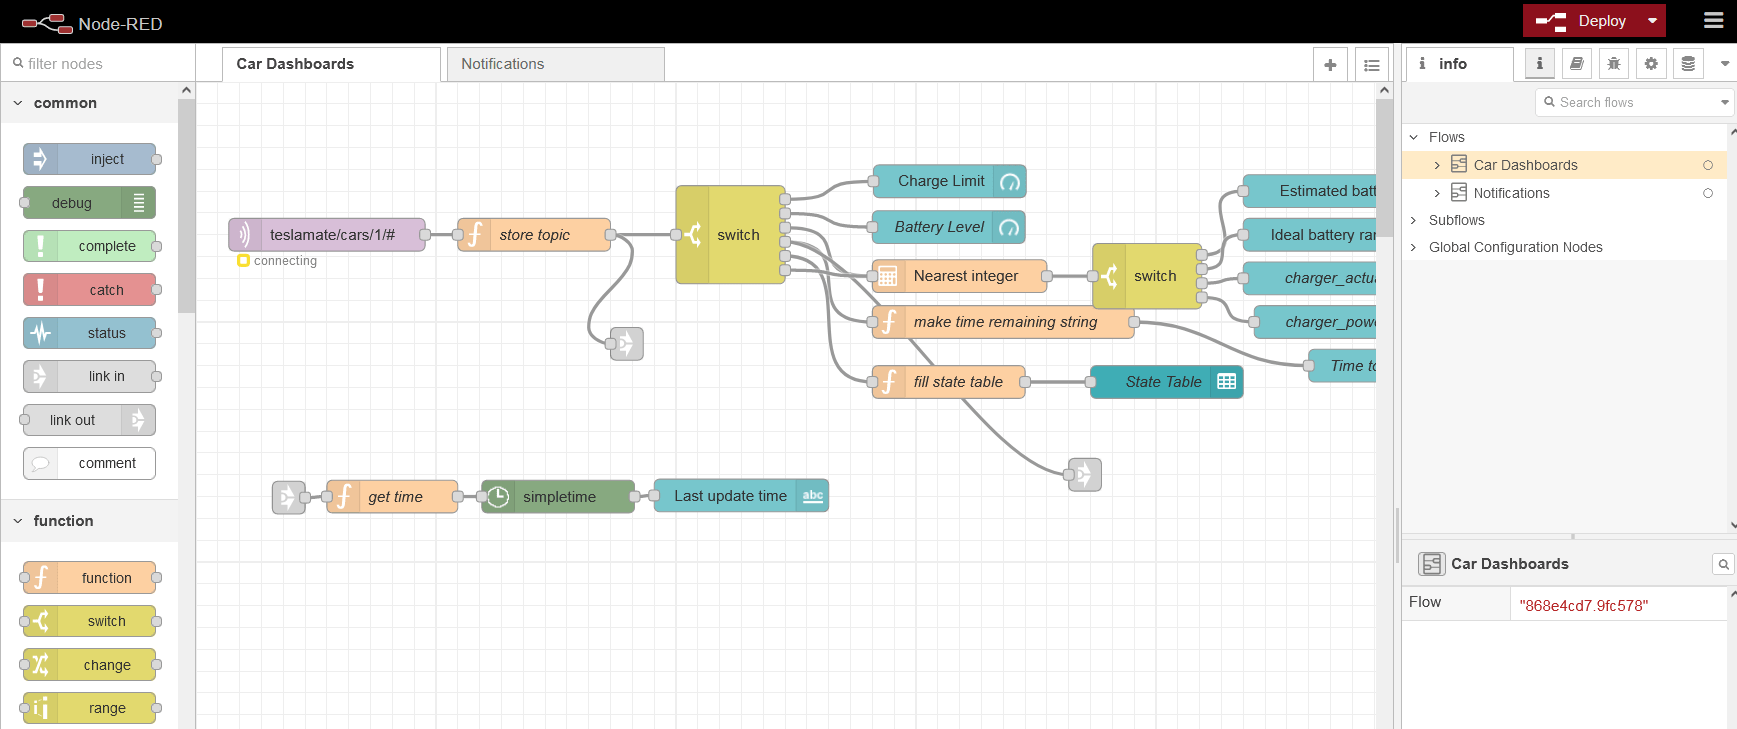 Node-RED
Deploy
filter nodes
Car Dashboards
Notifications
info
Search flows
common
inject
debug
complete
catch
status
link in
link out
comment
function
function
switch
change
range
teslamate/cars/1/#
connecting
store topic
switch
Charge Limit
Battery Level
Nearest integer
make time remaining string
fill state table
State Table
switch
Estimated batt
Ideal battery ra
charger_actu
charger_pow
Time to
get time
simpletime
Last update time
abc
Flows
Car Dashboards
Notifications
Subflows
Global Configuration Nodes
Car Dashboards
Flow
"868e4cd7.9fc578"